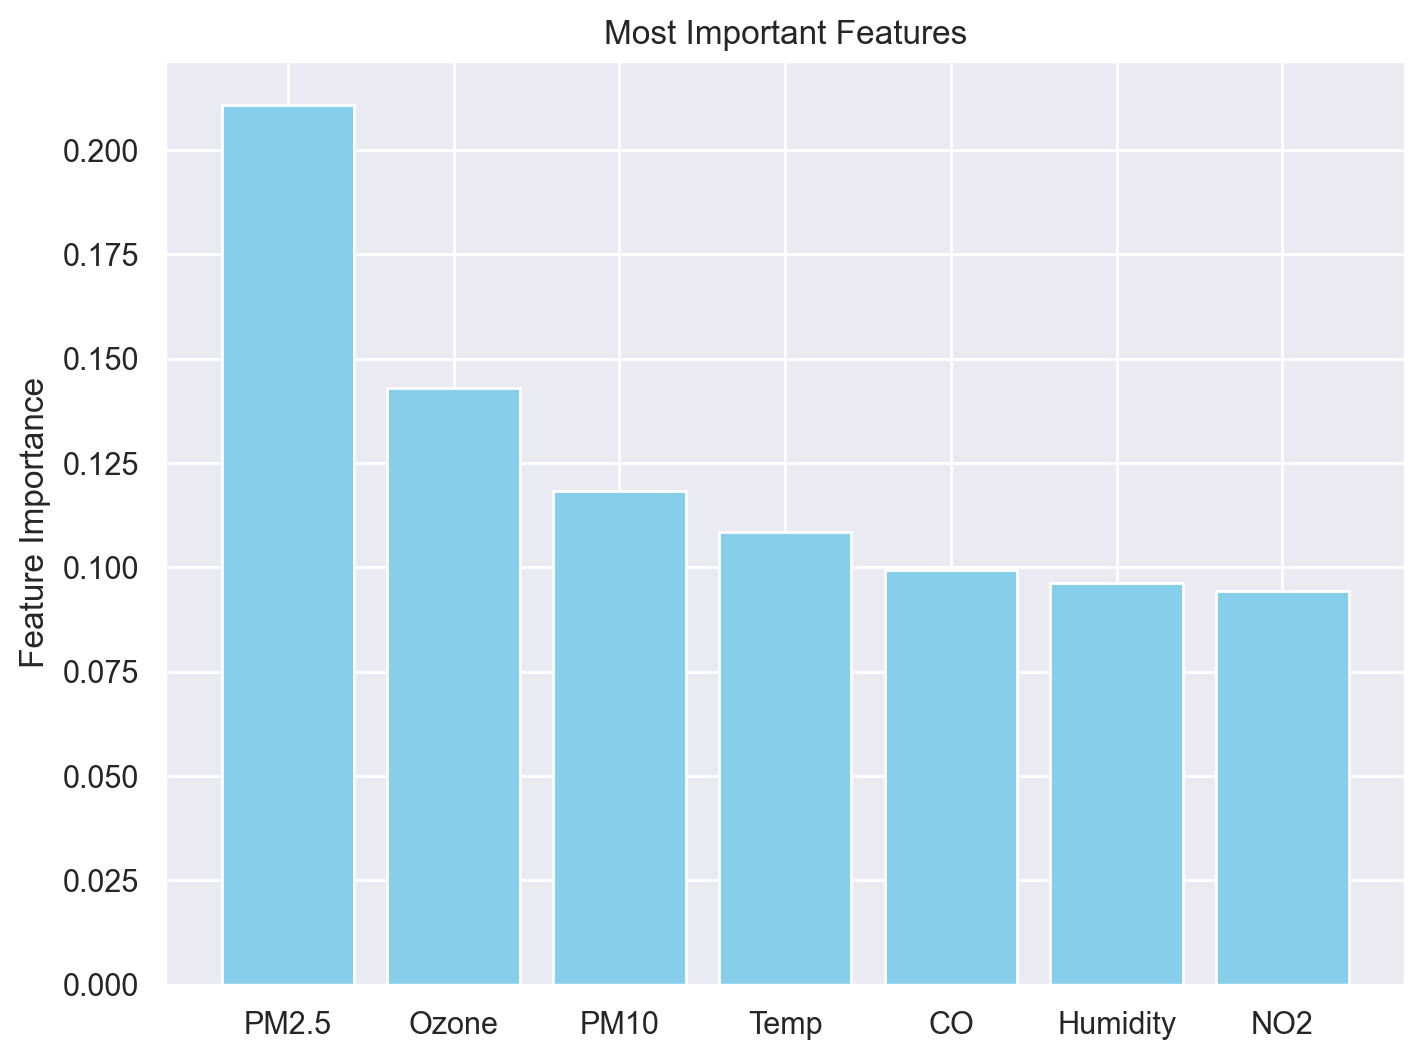 Most Important Features
Feature Importance
0.200
0.175
0.150
0.125
0.100
0.075
0.050
0.025
0.000
PM2.5
Ozone
PM10
Temp
CO
Humidity
NO2